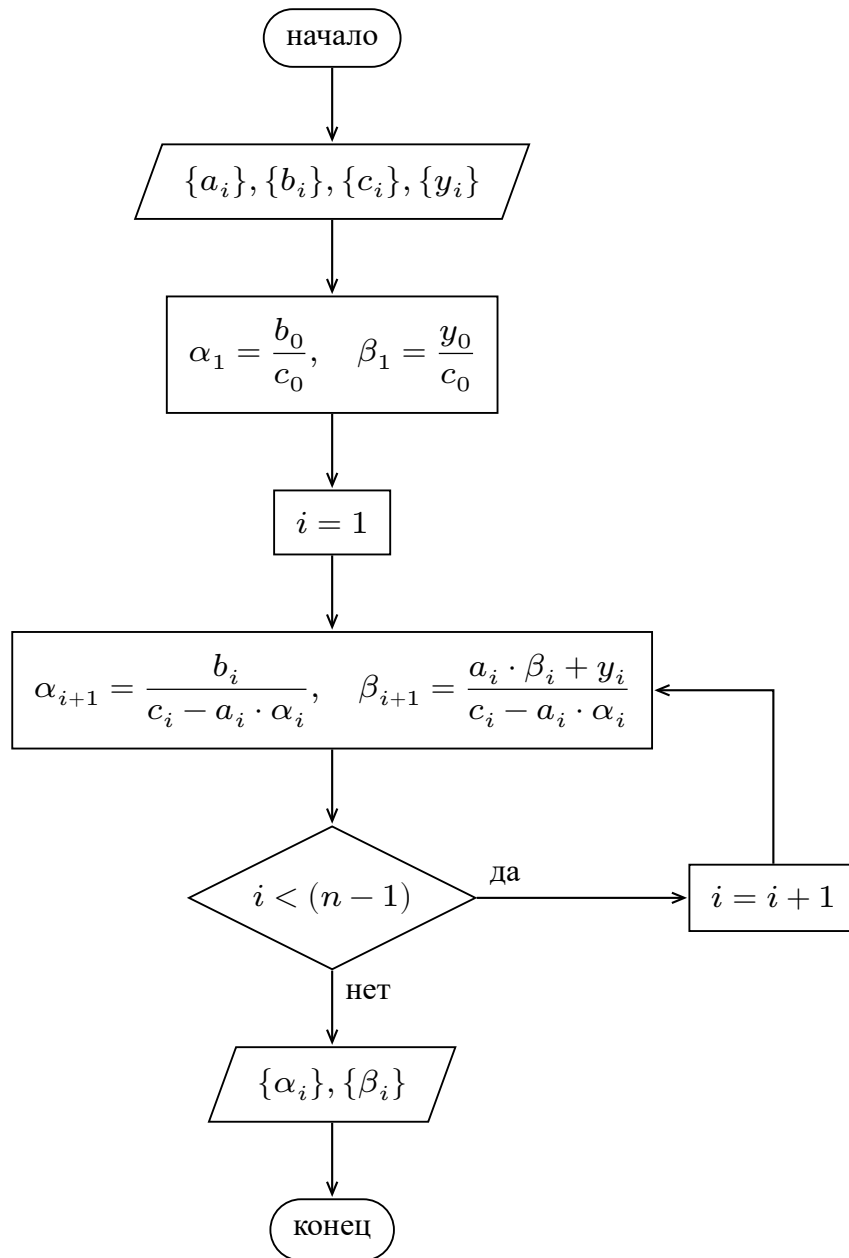 начало
{a_i}, {b_i}, {c_i}, {y_i}
α_1 = b_0/c_0, β_1 = y_0/c_0
i = 1
α_{i+1} = b_i/(c_i − a_i · α_i), β_{i+1} = (a_i · β_i + y_i)/(c_i − a_i · α_i)
i < (n − 1)
да
i = i + 1
нет
{α_i}, {β_i}
конец